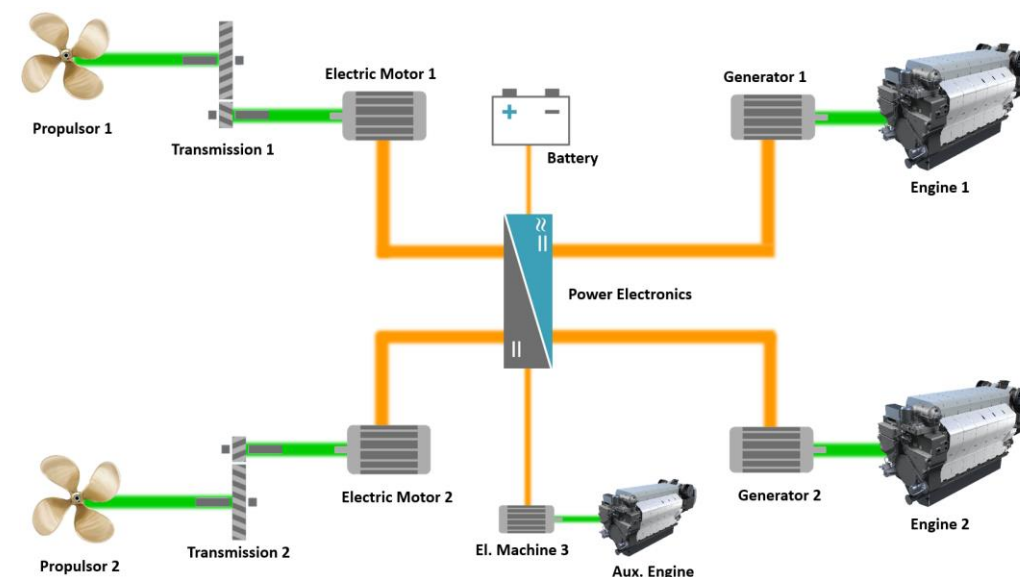 Electric Motor 1
Generator 1
Propulsor 1
Transmission 1
+ −
Battery
Engine 1
Power Electronics
Electric Motor 2
Generator 2
Engine 2
Transmission 2
El. Machine 3
Propulsor 2
Aux. Engine